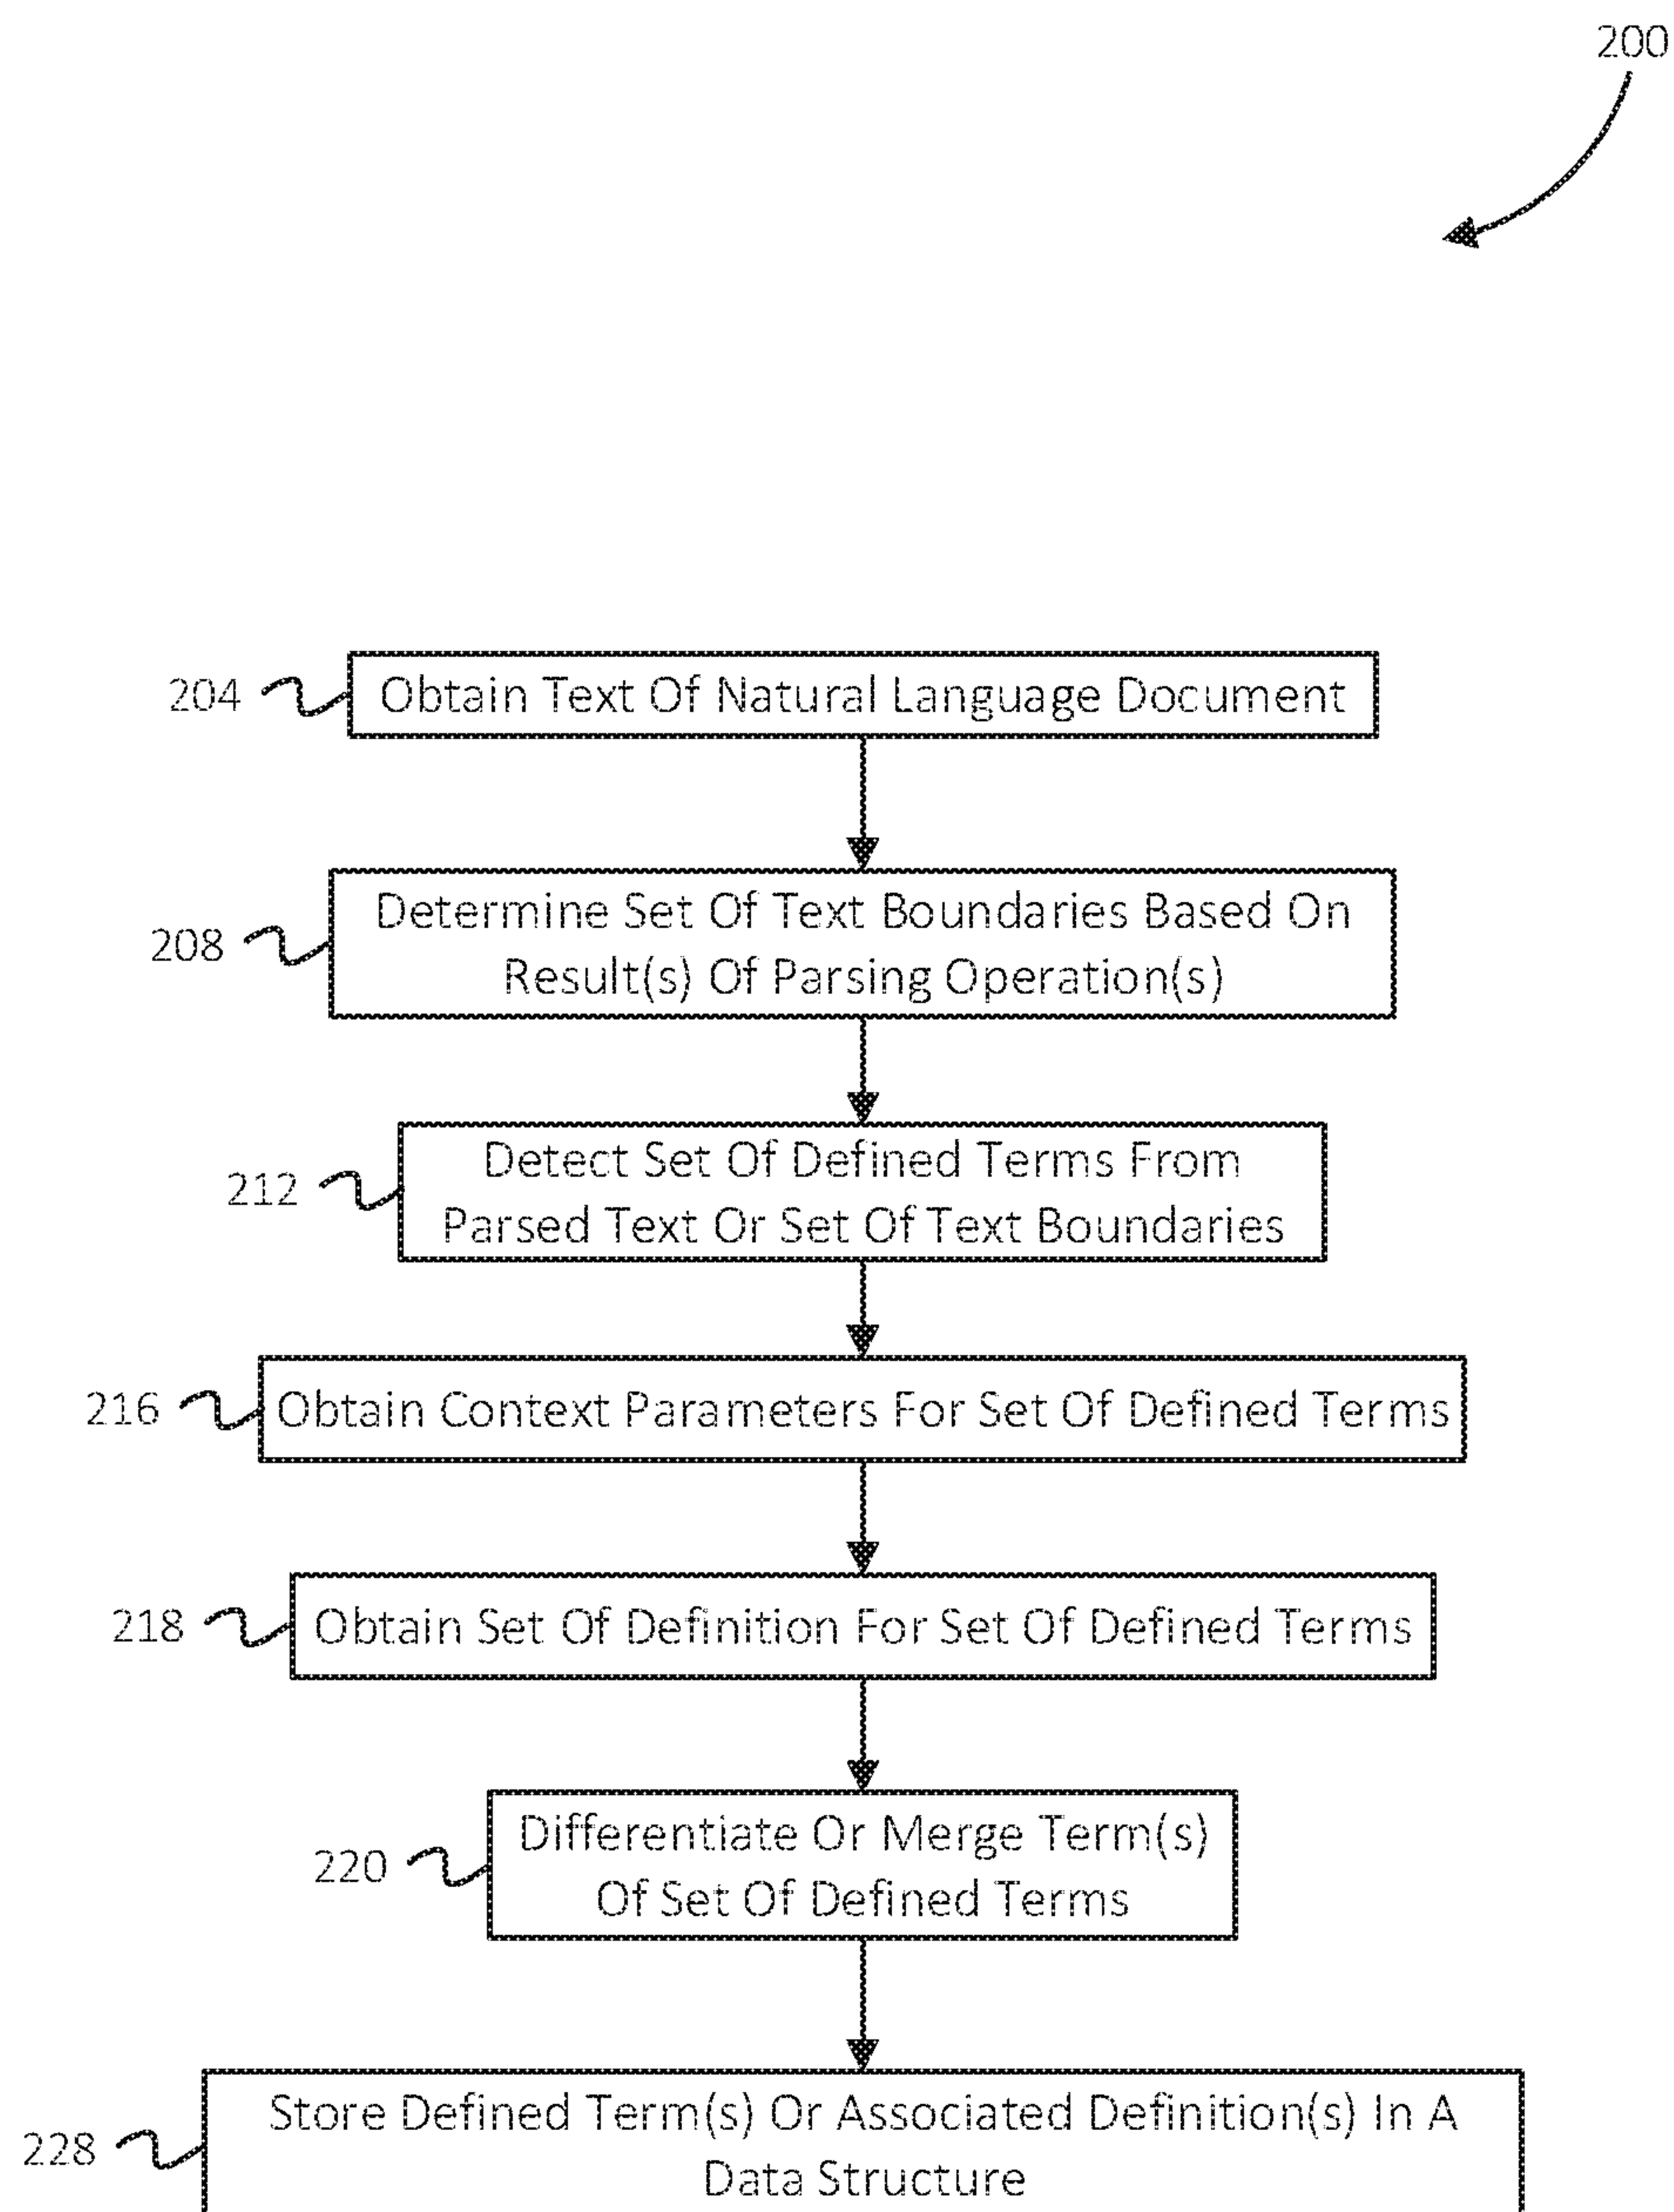 200
204 Obtain Text Of Natural Language Document
208 Determine Set Of Text Boundaries Based On
Result(s) Of Parsing Operation(s)
212 Detect Set Of Defined Terms From
Parsed Text Or Set Of Text Boundaries
216 Obtain Context Parameters For Set Of Defined Terms
218 Obtain Set Of Definition For Set Of Defined Terms
220 Differentiate Or Merge Term(s)
Of Set Of Defined Terms
228 Store Defined Term(s) Or Associated Definition(s) In A
Data Structure